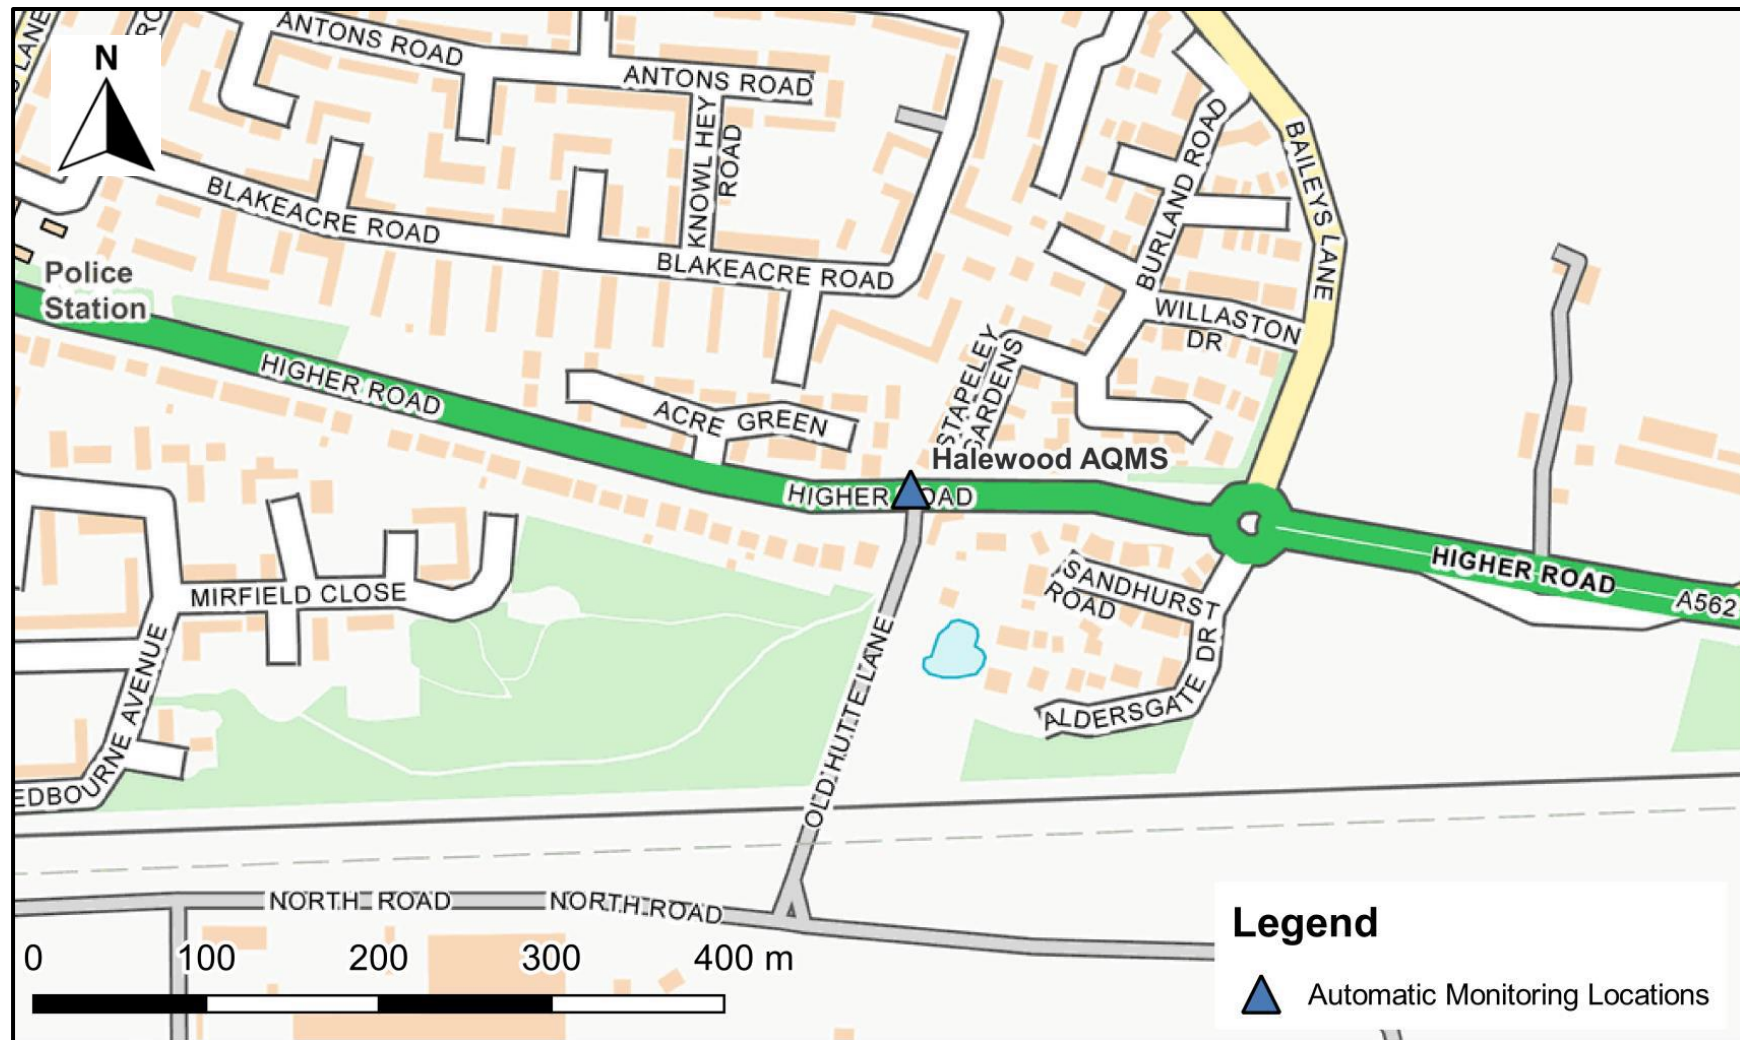 S LANE
RO
N
ANTONS ROAD
ANTONS ROAD
KNOWL HEY
ROAD
BLAKEACRE ROAD
BLAKEACRE ROAD
BURLAND ROAD
BAILEYS LANE
WILLASTON
DR
Police
Station
HIGHER ROAD
ACRE GREEN
STAPELEY
GARDENS
Halewood AQMS
HIGHER ROAD
HIGHER ROAD
A562
MIRFIELD CLOSE
SANDHURST
ROAD
ALDERSGATE DR
OLD HUTTE LANE
EDBOURNE AVENUE
NORTH ROAD
NORTH ROAD
0 100 200 300 400 m
Legend
Automatic Monitoring Locations